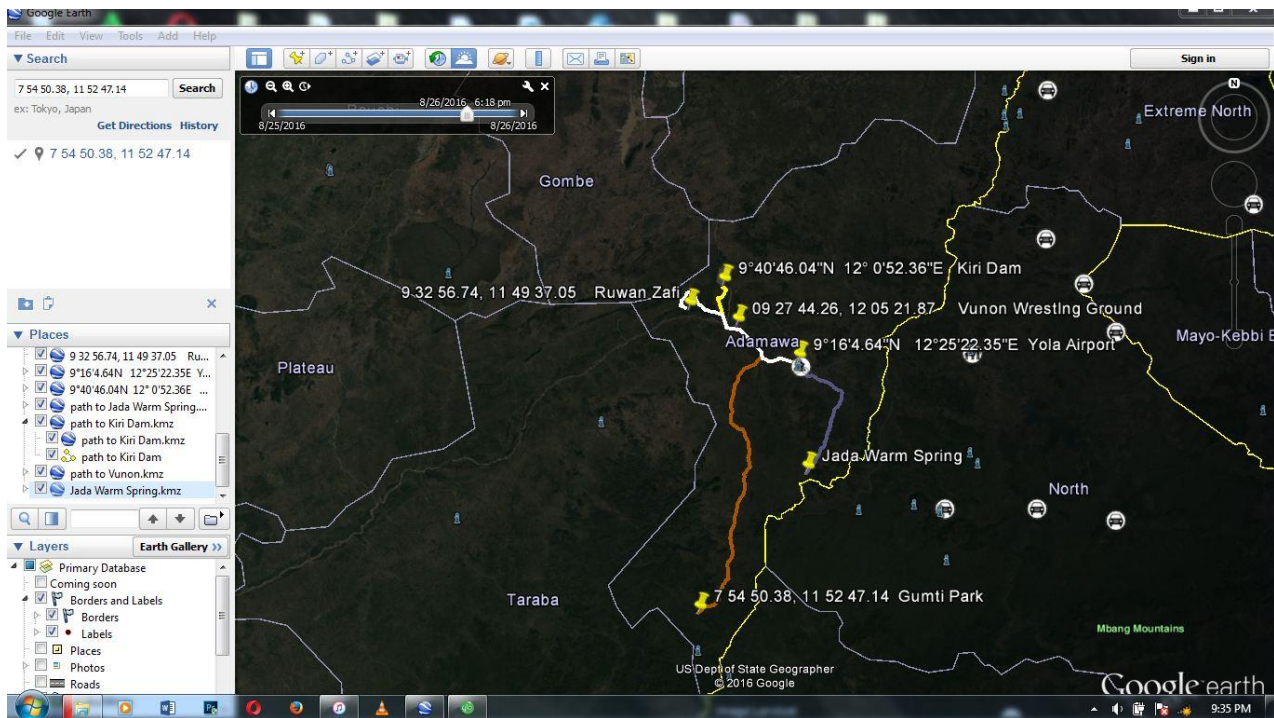 Google Earth
File Edit View Tools Add Help
Search
Sign in
7 54 50.38, 11 52 47.14
Search
ex: Tokyo, Japan
Get Directions History
7 54 50.38, 11 52 47.14
8/26/2016 6:18 pm
8/25/2016
8/26/2016
N
Extreme North
Gombe
9°40'46.04"N 12° 0'52.36"E Kiri Dam
9 32 56.74, 11 49 37.05 Ruwan Zafi
09 27 44.26, 12 05 21.87 Vunon Wrestlng Ground
Adamawa
9°16'4.64"N 12°25'22.35"E Yola Airport
Mayo-Kebbi E
Plateau
Jada Warm Spring
North
Taraba
7 54 50.38, 11 52 47.14 Gumti Park
Mbang Mountains
US Dept of State Geographer
© 2016 Google
Google earth
Places
9 32 56.74, 11 49 37.05 Ru...
9°16'4.64N 12°25'22.35E Y...
9°40'46.04N 12° 0'52.36E ...
path to Jada Warm Spring....
path to Kiri Dam.kmz
path to Kiri Dam.kmz
path to Kiri Dam
path to Vunon.kmz
Jada Warm Spring.kmz
Layers
Earth Gallery >>
Primary Database
Coming soon
Borders and Labels
Borders
Labels
Places
Photos
Roads
9:35 PM